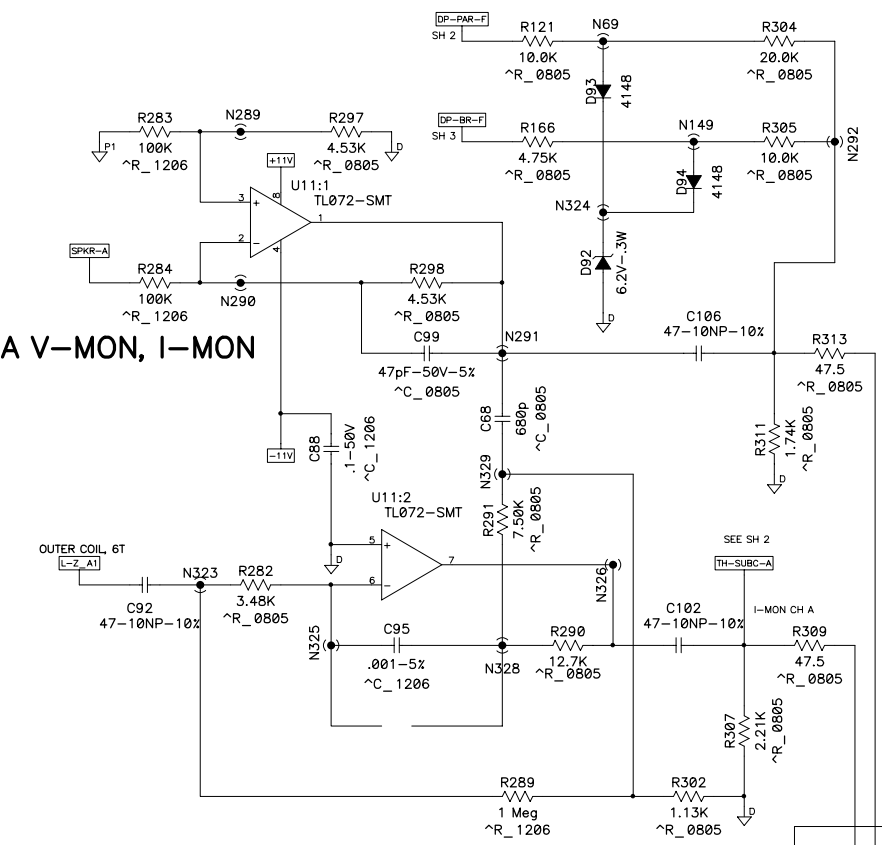 DP-PAR-F
SH 2
R121
10.0K
^R_0805
N69
R304
20.0K
^R_0805
D93
4148
DP-BR-F
SH 3
R166
4.75K
^R_0805
N149
R305
10.0K
^R_0805
N292
D94
4148
N324
D92
6.2V-.3W
D
P1
R283
100K
^R_1206
N289
R297
4.53K
^R_0805
D
+11V
U11:1
TL072-SMT
3
+
8
1
2
-
4
SPKR-A
R284
100K
^R_1206
N290
R298
4.53K
^R_0805
A V-MON, I-MON
C99
47pF-50V-5%
^C_0805
N291
C106
47-10NP-10%
R313
47.5
^R_0805
C68
680p
^C_0805
R311
1.74K
^R_0805
D
-11V
C88
.1-50V
^C_1206
N329
R291
7.50K
^R_0805
U11:2
TL072-SMT
5
+
7
6
-
D
OUTER COIL, 6T
L-Z_A1
C92
47-10NP-10%
N323
R282
3.48K
^R_0805
N325
C95
.001-5%
^C_1206
N328
R290
12.7K
^R_0805
N326
C102
47-10NP-10%
SEE SH 2
TH-SUBC-A
I-MON CH A
R309
47.5
^R_0805
R307
2.21K
^R_0805
R289
1 Meg
^R_1206
R302
1.13K
^R_0805
D